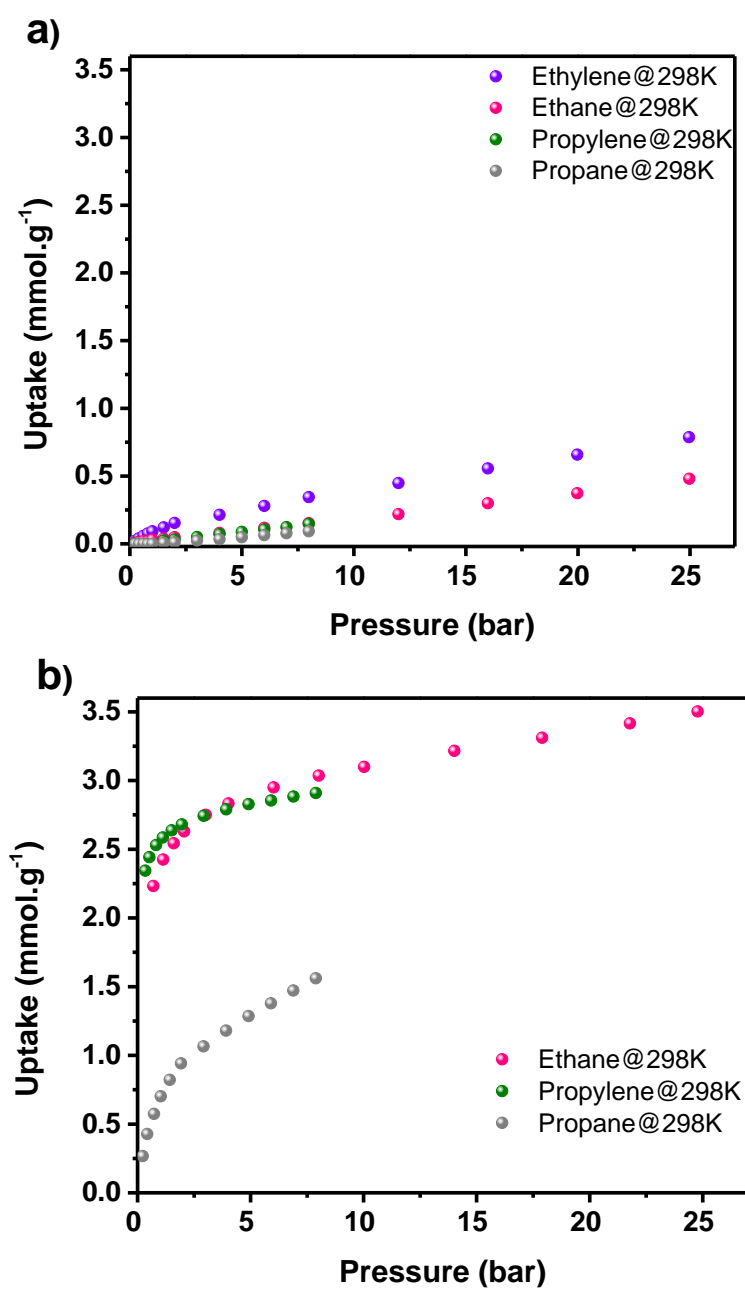 a)
3.5
3.0
2.5
2.0
1.5
1.0
0.5
0.0
Uptake (mmol.g-1)
Ethylene@298K
Ethane@298K
Propylene@298K
Propane@298K
0 5 10 15 20 25
Pressure (bar)
b)
3.5
3.0
2.5
2.0
1.5
1.0
0.5
0.0
Uptake (mmol.g-1)
Ethane@298K
Propylene@298K
Propane@298K
0 5 10 15 20 25
Pressure (bar)